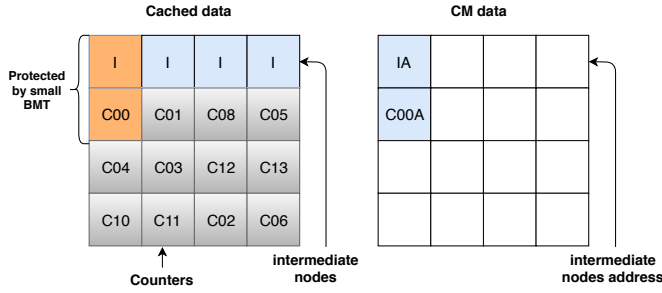 Cached data
CM data
Protected
by small
BMT
I I I I
C00 C01 C08 C05
C04 C03 C12 C13
C10 C11 C02 C06
IA
C00A
Counters
intermediate
nodes
intermediate
nodes address